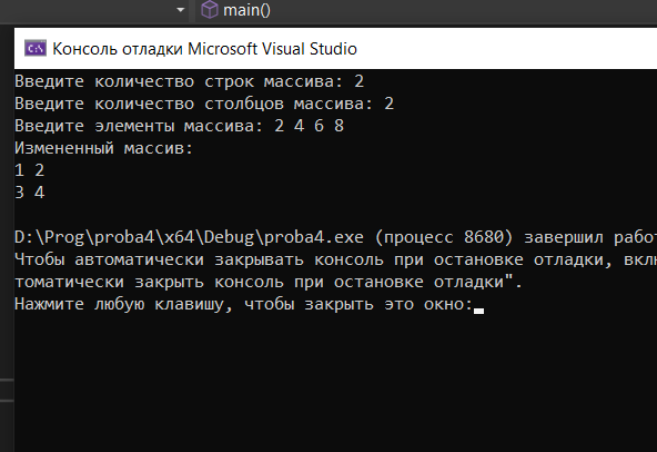 main()
Консоль отладки Microsoft Visual Studio
Введите количество строк массива: 2
Введите количество столбцов массива: 2
Введите элементы массива: 2 4 6 8
Измененный массив:
1 2
3 4
D:\Prog\proba4\x64\Debug\proba4.exe (процесс 8680) завершил
Чтобы автоматически закрывать консоль при остановке отладки,
томатически закрыть консоль при остановке отладки".
Нажмите любую клавишу, чтобы закрыть это окно: